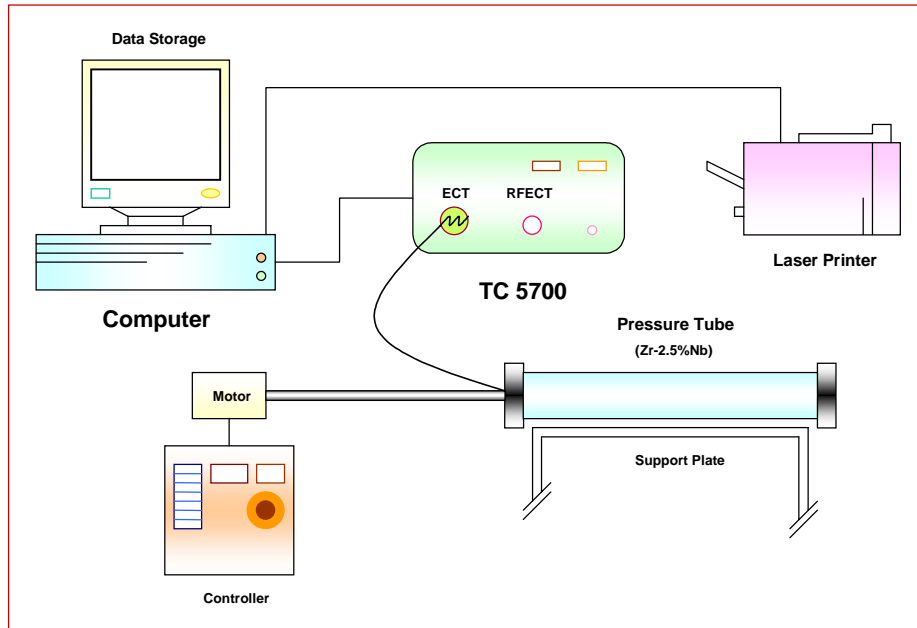 Data Storage
ECT
RFECT
Laser Printer
TC 5700
Computer
Pressure Tube
(Zr-2.5%Nb)
Motor
Support Plate
Controller